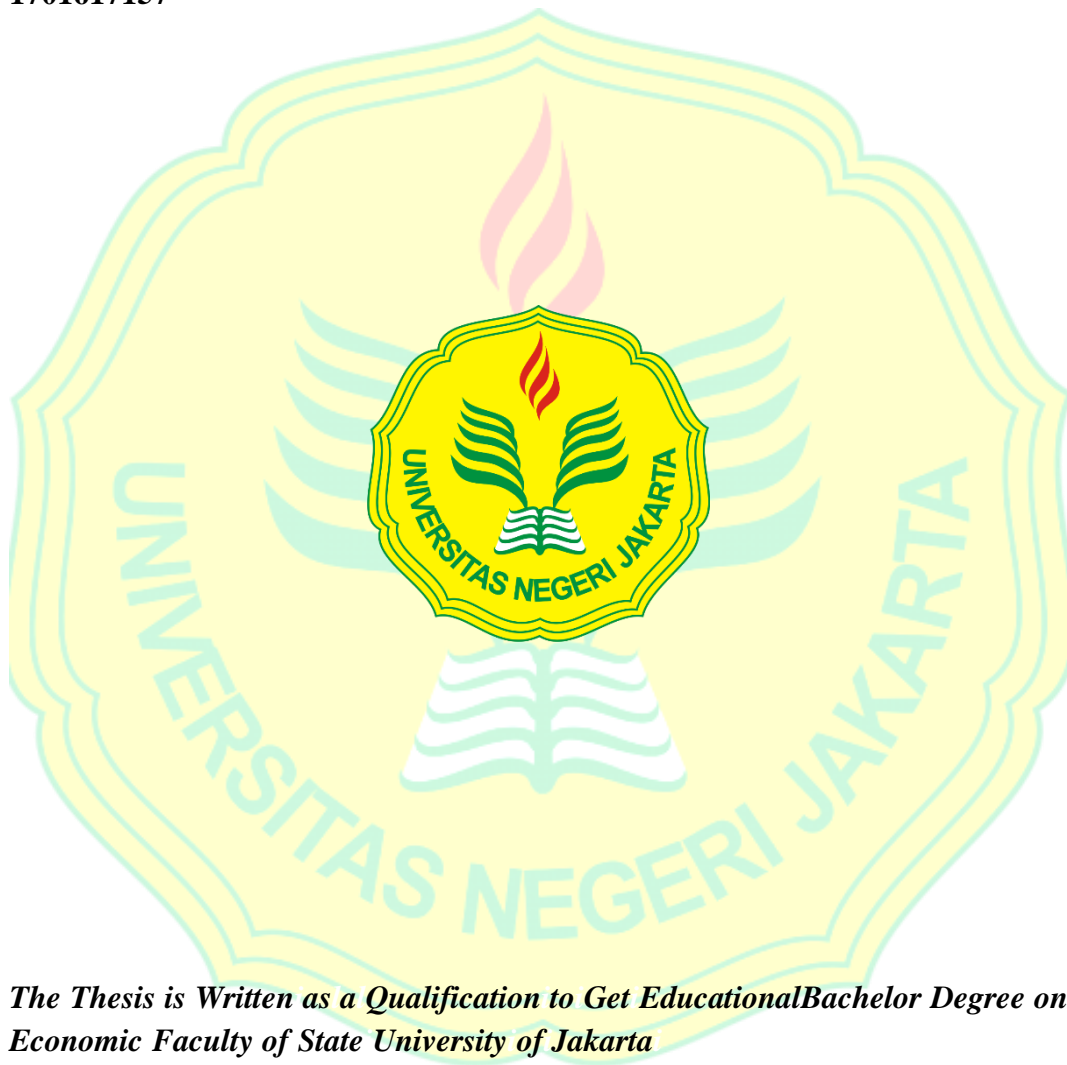 UNIVERSITAS NEGERI JAKARTA
UNIVERSITAS NEGERI JAKARTA
The Thesis is Written as a Qualification to Get EducationalBachelor Degree on
Economic Faculty of State University of Jakarta